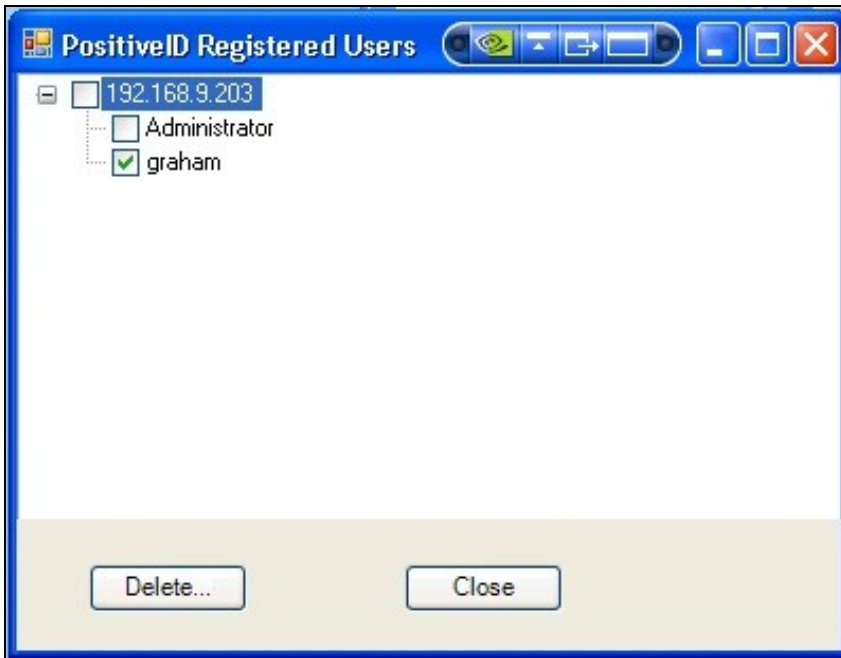 PositiveID Registered Users
192.168.9.203
Administrator
graham
Delete...
Close